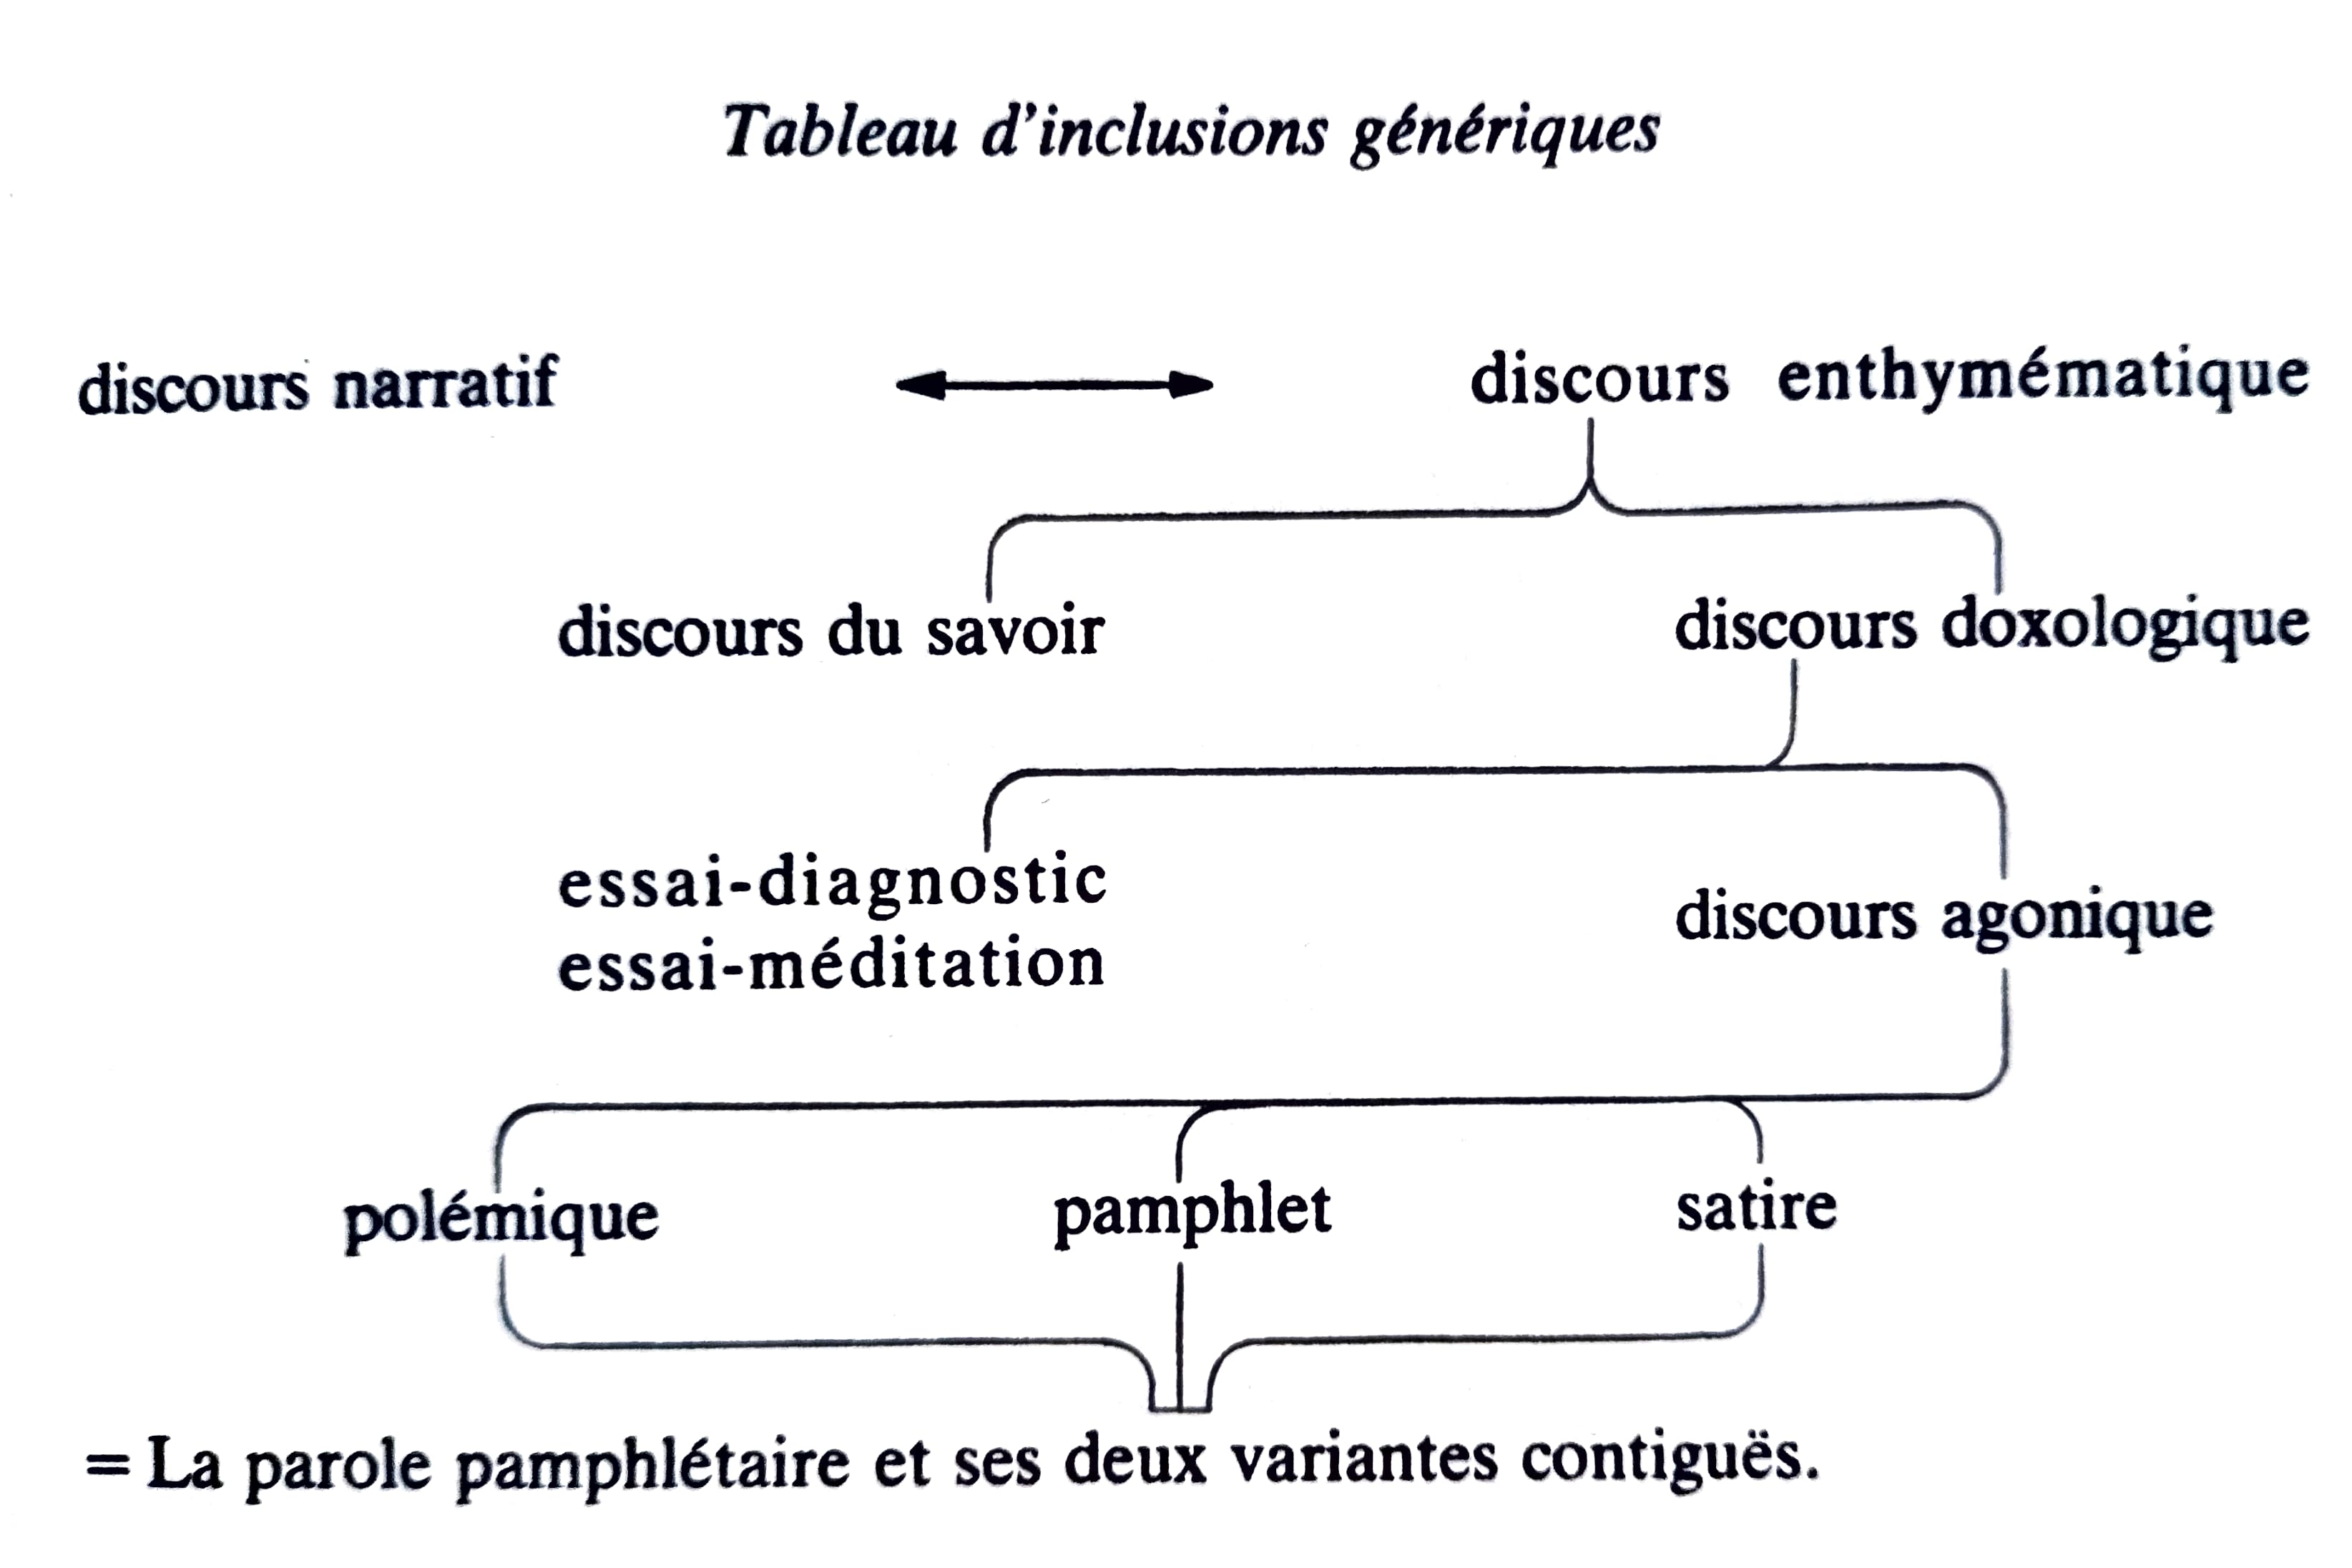 Tableau d'inclusions génériques
discours narratif discours enthymématique
discours du savoir discours doxologique
essai-diagnostic
essai-méditation
discours agonique
polémique pamphlet satire
= La parole pamphlétaire et ses deux variantes contiguës.